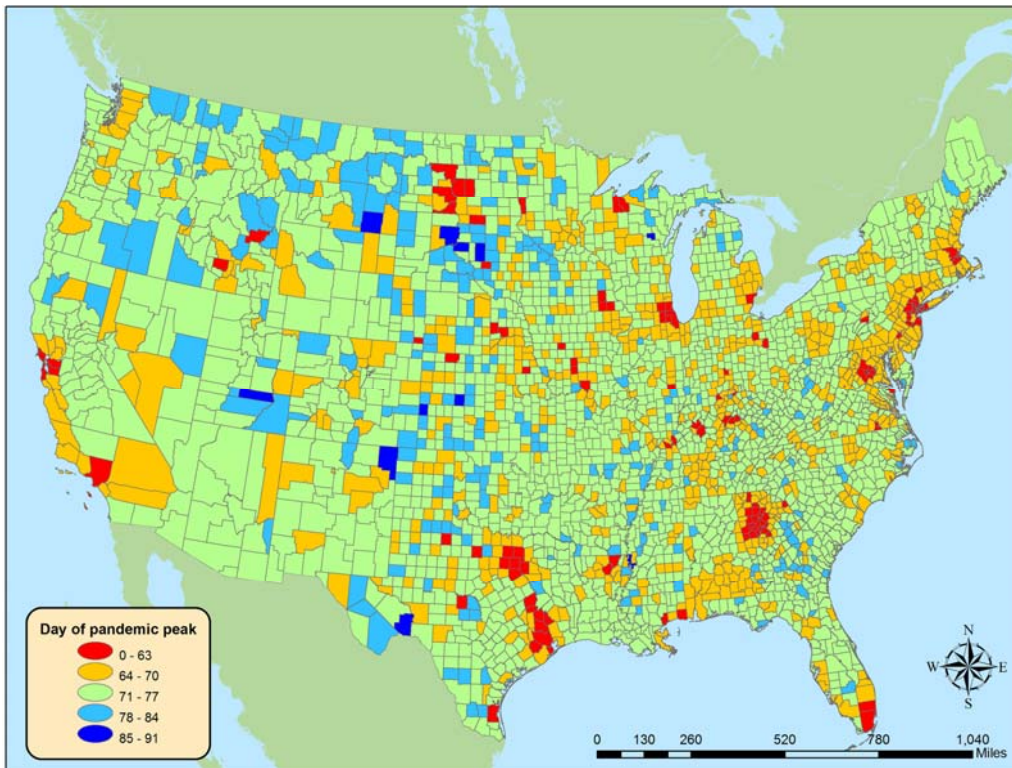 Day of pandemic peak
0 - 63
64 - 70
71 - 77
78 - 84
85 - 91
N
W E
S
0 130 260 520 780 1,040
Miles